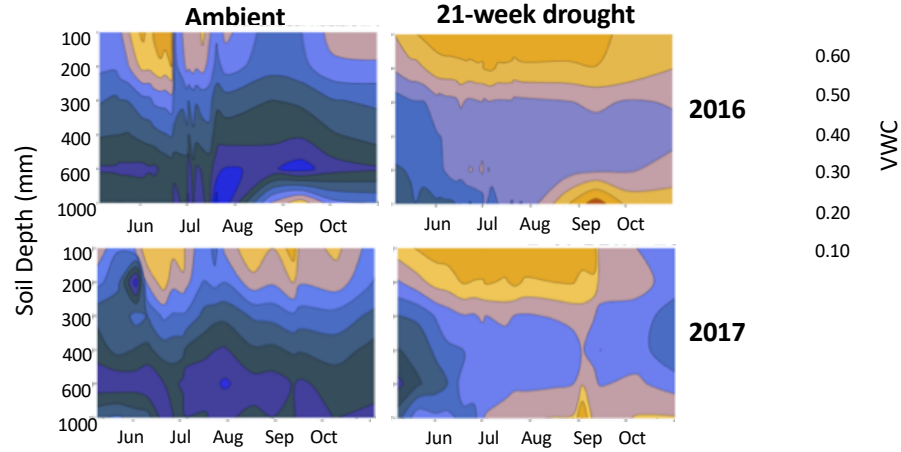 Ambient
21-week drought
Soil Depth (mm)
100
200
300
400
600
1000
Jun Jul Aug Sep Oct
Jun Jul Aug Sep Oct
2016
100
200
300
400
600
1000
Jun Jul Aug Sep Oct
Jun Jul Aug Sep Oct
2017
0.60
0.50
0.40
0.30
0.20
0.10
VWC